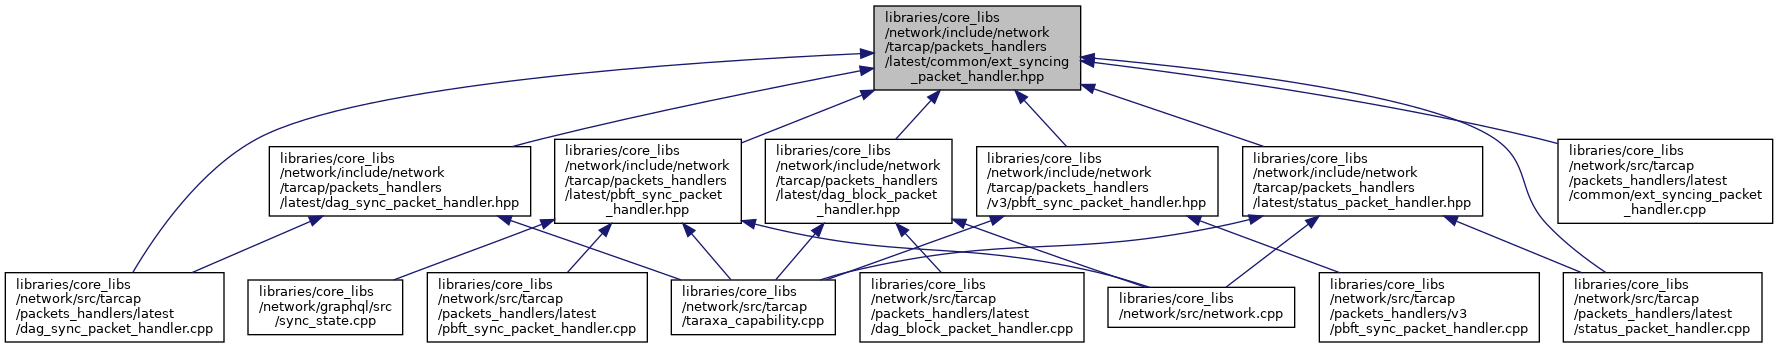 libraries/core_libs
/network/include/network
/tarcap/packets_handlers
/latest/common/ext_syncing
_packet_handler.hpp
libraries/core_libs
/network/include/network
/tarcap/packets_handlers
/latest/dag_sync_packet_handler.hpp
libraries/core_libs
/network/include/network
/tarcap/packets_handlers
/latest/pbft_sync_packet
_handler.hpp
libraries/core_libs
/network/include/network
/tarcap/packets_handlers
/latest/dag_block_packet
_handler.hpp
libraries/core_libs
/network/include/network
/tarcap/packets_handlers
/v3/pbft_sync_packet_handler.hpp
libraries/core_libs
/network/include/network
/tarcap/packets_handlers
/latest/status_packet_handler.hpp
libraries/core_libs
/network/src/tarcap
/packets_handlers/latest
/common/ext_syncing_packet
_handler.cpp
libraries/core_libs
/network/src/tarcap
/packets_handlers/latest
/dag_sync_packet_handler.cpp
libraries/core_libs
/network/graphql/src
/sync_state.cpp
libraries/core_libs
/network/src/tarcap
/packets_handlers/latest
/pbft_sync_packet_handler.cpp
libraries/core_libs
/network/src/tarcap
/taraxa_capability.cpp
libraries/core_libs
/network/src/tarcap
/packets_handlers/latest
/dag_block_packet_handler.cpp
libraries/core_libs
/network/src/network.cpp
libraries/core_libs
/network/src/tarcap
/packets_handlers/v3
/pbft_sync_packet_handler.cpp
libraries/core_libs
/network/src/tarcap
/packets_handlers/latest
/status_packet_handler.cpp